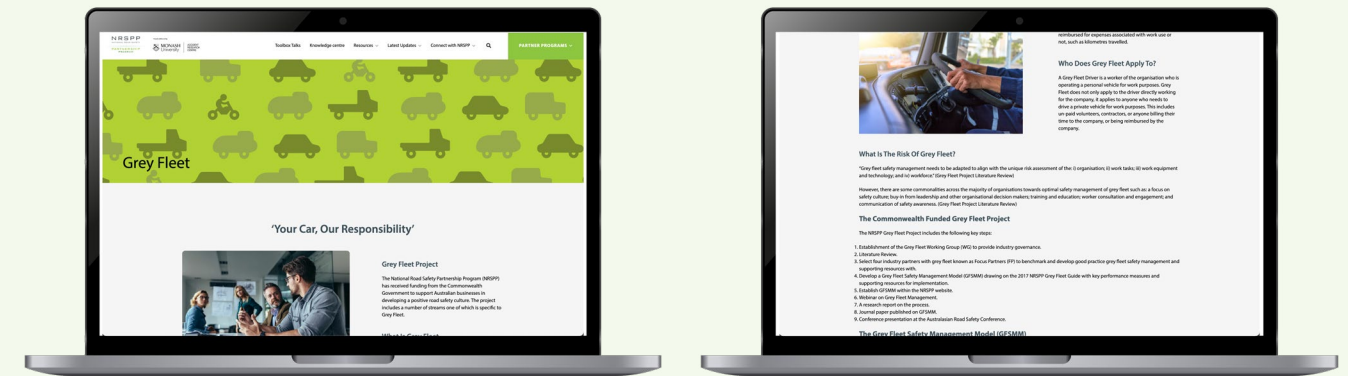 NRSPP
MONASH
University
Toolbox Talks Knowledge centre Resources Latest Updates Connect with NRSPP
PARTNER PROGRAMS
Grey Fleet
'Your Car, Our Responsibility'
Grey Fleet Project
The National Road Safety Partnership Program (NRSPP)
has received funding from the Commonwealth
Government to support Australian businesses in
developing a positive road safety culture. The project
includes a number of streams one of which is specific to
Grey Fleet.
What Is Grey Fleet
reimbursed for expenses associated with work use or
not, such as kilometres travelled.
Who Does Grey Fleet Apply To?
A Grey Fleet Driver is a worker of the organisation who is
operating a personal vehicle for work purposes. Grey
Fleet does not only apply to the driver directly working
for the company, it applies to anyone who needs to
drive a private vehicle for work purposes. This includes
un-paid volunteers, contractors, or anyone billing their
time to the company, or being reimbursed by the
company.
What Is The Risk Of Grey Fleet?
"Grey fleet safety management needs to be adapted to align with the unique risk assessment of the: i) organisation; ii) work tasks; iii) work equipment
and technology; and iv) workforce." (Grey Fleet Project Literature Review)
However, there are some commonalities across the majority of organisations towards optimal safety management of grey fleet such as: a focus on
safety culture; buy in from leadership and other organisational decision makers; training and education; worker consultation and engagement; and
communication of safety awareness. (Grey Fleet Project Literature Review)
The Commonwealth Funded Grey Fleet Project
The NRSPP Grey Fleet Project includes the following key steps:
1. Establishment of the Grey Fleet Working Group (WG) to provide industry governance.
2. Literature Review.
3. Select four industry partners with grey fleet known as Focus Partners (FP) to benchmark and develop good practice grey fleet safety management and
supporting resources with.
4. Develop a Grey Fleet Safety Management Model (GFSMM) drawing on the 2017 NRSPP Grey Fleet Guide with key performance measures and
supporting resources for implementation.
5. Establish GFSMM within the NRSPP website.
6. Webinar on Grey Fleet Management.
7. A research report on the process.
8. Journal paper published on GFSMM.
9. Conference presentation at the Australasian Road Safety Conference.
The Grey Fleet Safety Management Model (GFSMM)